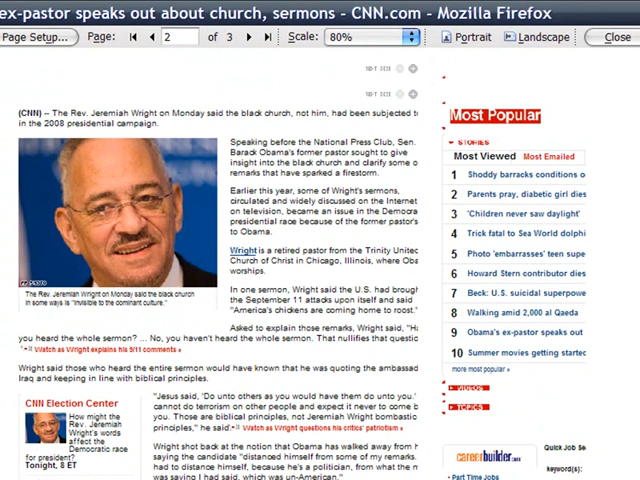 ex-pastor speaks out about church, sermons - CNN.com - Mozilla Firefox
Page Setup... Page: 2 of 3 Scale: 80% Portrait Landscape Close
(CNN) -- The Rev. Jeremiah Wright on Monday said the black church, not him, had been subjected to
in the 2008 presidential campaign.
Speaking before the National Press Club, Sen.
Barack Obama's former pastor sought to give
insight into the black church and clarify some o
remarks that have sparked a firestorm.
Earlier this year, some of Wright's sermons,
circulated and widely discussed on the Internet
on television, became an issue in the Democra
presidential race because of the former pastor's
to Obama.
Wright is a retired pastor from the Trinity United
Church of Christ in Chicago, Illinois, where Oba
worships.
The Rev. Jeremiah Wright on Monday said the black church
in some ways is "invisible to the dominant culture."
In one sermon, Wright said the U.S. had brough
the September 11 attacks upon itself and said
"America's chickens are coming home to roost."
Asked to explain those remarks, Wright said, "Ha
you heard the whole sermon? ... No, you haven't heard the whole sermon. That nullifies that questic
Watch as Wright explains his 9/11 comments »
Wright said those who heard the entire sermon would have known that he was quoting the ambassad
Iraq and keeping in line with biblical principles.
CNN Election Center
How might the
Rev. Jeremiah
Wright's words
affect the
Democratic race
for president?
Tonight, 8 ET
"Jesus said, 'Do unto others as you would have them do unto you.'
cannot do terrorism on other people and expect it never to come b
you. Those are biblical principles, not Jeremiah Wright bombastic
principles," he said. Watch as Wright questions his critics' patriotism »
Wright shot back at the notion that Obama has walked away from h
saying the candidate "distanced himself from some of my remarks.
had to distance himself, because he's a politician, from what the m
was saying I had said, which was un-American."
Most Popular
STORIES
Most Viewed Most Emailed
1 Shoddy barracks conditions o
2 Parents pray, diabetic girl dies
3 'Children never saw daylight'
4 Trick fatal to Sea World dolphi
5 Photo 'embarrasses' teen supe
6 Howard Stern contributor dies
7 Beck: U.S. suicidal superpowe
8 Walking amid 2,000 al Qaeda
9 Obama's ex-pastor speaks out
10 Summer movies getting started
more most popular »
VIDEOS
TOPICS
careerbuilder.com
Quick Job Se
keyword(s):
Part Time Jobs